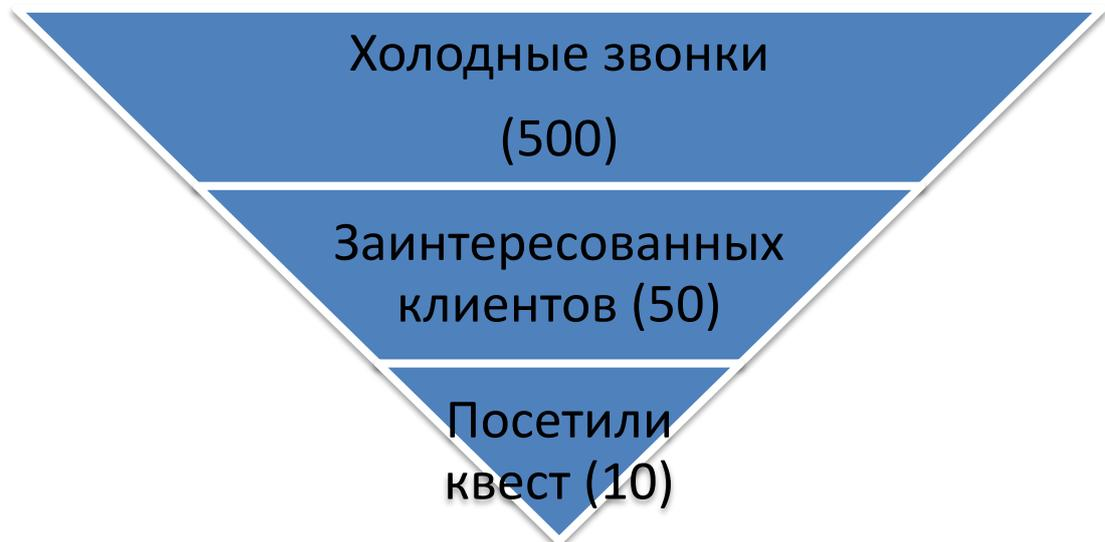 Холодные звонки
(500)
Заинтересованных
клиентов (50)
Посетили
квест (10)